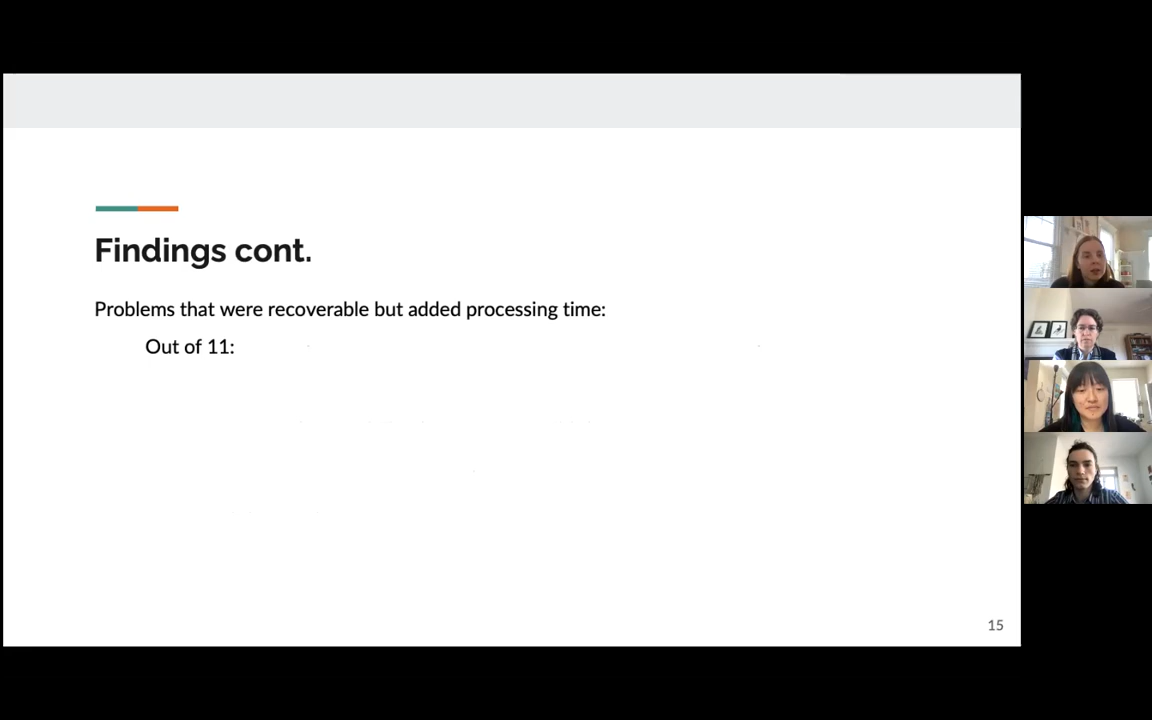 Findings cont.
Problems that were recoverable but added processing time:
Out of 11:
15